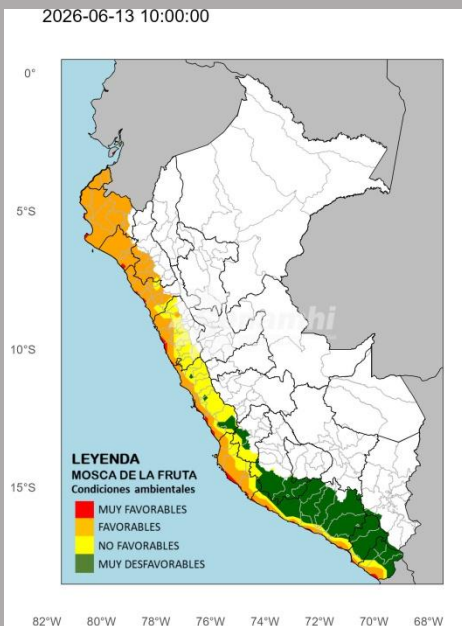 2026-06-13 10:00:00
0°
5°S
10°S
15°S
LEYENDA
MOSCA DE LA FRUTA
Condiciones ambientales
MUY FAVORABLES
FAVORABLES
NO FAVORABLES
MUY DESFAVORABLES
82°W 80°W 78°W 76°W 74°W 72°W 70°W 68°W